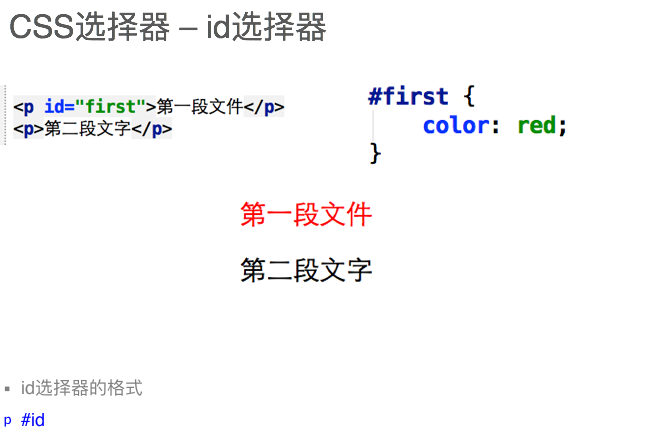 CSS选择器 – id选择器
<p id="first">第一段文件</p>
<p>第二段文字</p>
#first {
color: red;
}
第一段文件
第二段文字
▪ id选择器的格式
p #id